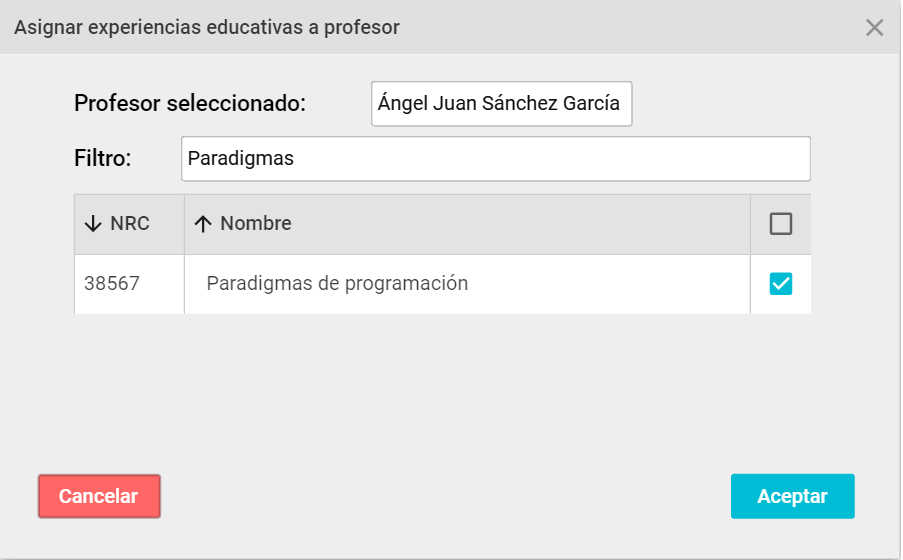 Asignar experiencias educativas a profesor
Profesor seleccionado: Ángel Juan Sánchez García
Filtro: Paradigmas
NRC Nombre
38567 Paradigmas de programación
Cancelar Aceptar